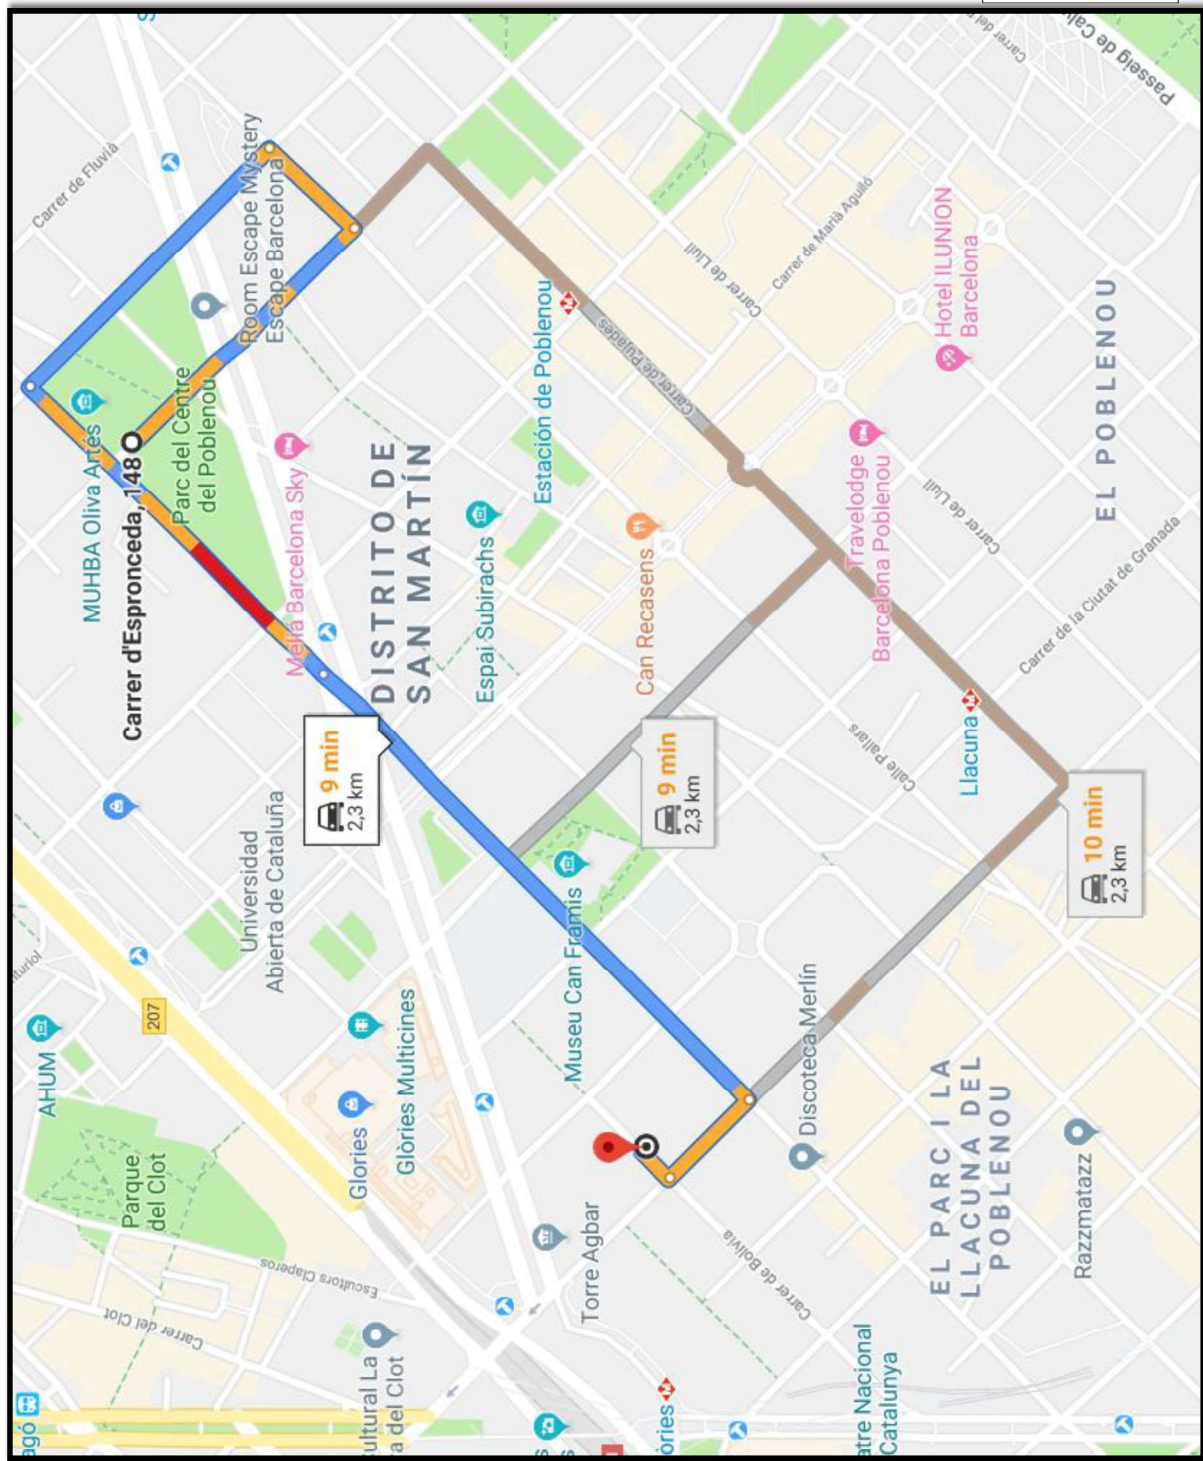 Passeig de Cal
Carrer de Fluvià
Room Escape Mystery
Escape Barcelona
MUHBA Oliva Artés
Carrer d'Espronceda, 148
Parc del Centre
del Poblenou
Meliá Barcelona Sky
DISTRITO DE
SAN MARTÍN
Estación de Poblenou
Espai Subirachs
Can Recasens
Carrer de Llull
Carrer de Marià Aguiló
Carrer de Pujades
Hotel ILUNION
Barcelona
EL POBLENOU
Travelodge
Barcelona Poblenou
Carrer de Llull
Carrer de la Ciutat de Granada
Calle Pallars
Llacuna
9 min
2,3 km
9 min
2,3 km
10 min
2,3 km
Universidad
Abierta de Cataluña
207
AHUM
Glories
Glòries Multicines
Museu Can Framis
Discoteca Merlín
EL PARC I LA
LLACUNA DEL
POBLENOU
Razzmatazz
Parque
del Clot
Escultors Claperos
Carrer del Clot
Torre Agbar
Carrer de Bolívia
ultural La
a del Clot
agó
òries
atre Nacional
Catalunya